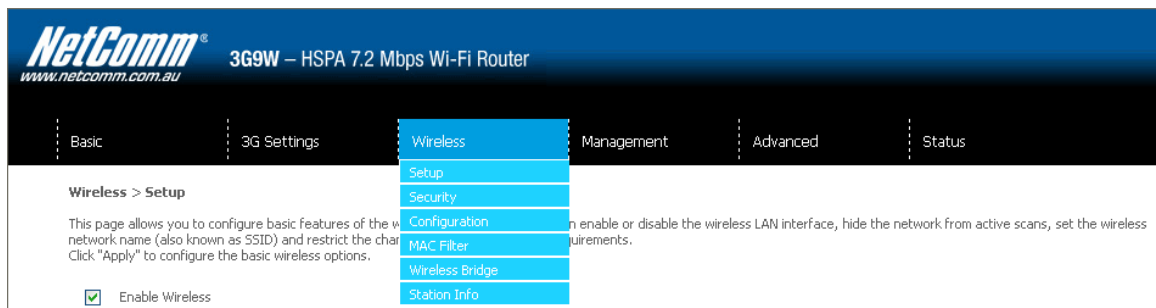 NetComm®
www.netcomm.com.au
3G9W – HSPA 7.2 Mbps Wi-Fi Router
Basic
3G Settings
Wireless
Management
Advanced
Status
Setup
Security
Configuration
MAC Filter
Wireless Bridge
Station Info
Wireless > Setup
This page allows you to configure basic features of the n enable or disable the wireless LAN interface, hide the network from active scans, set the wireless
network name (also known as SSID) and restrict the
Click "Apply" to configure the basic wireless options.
Enable Wireless